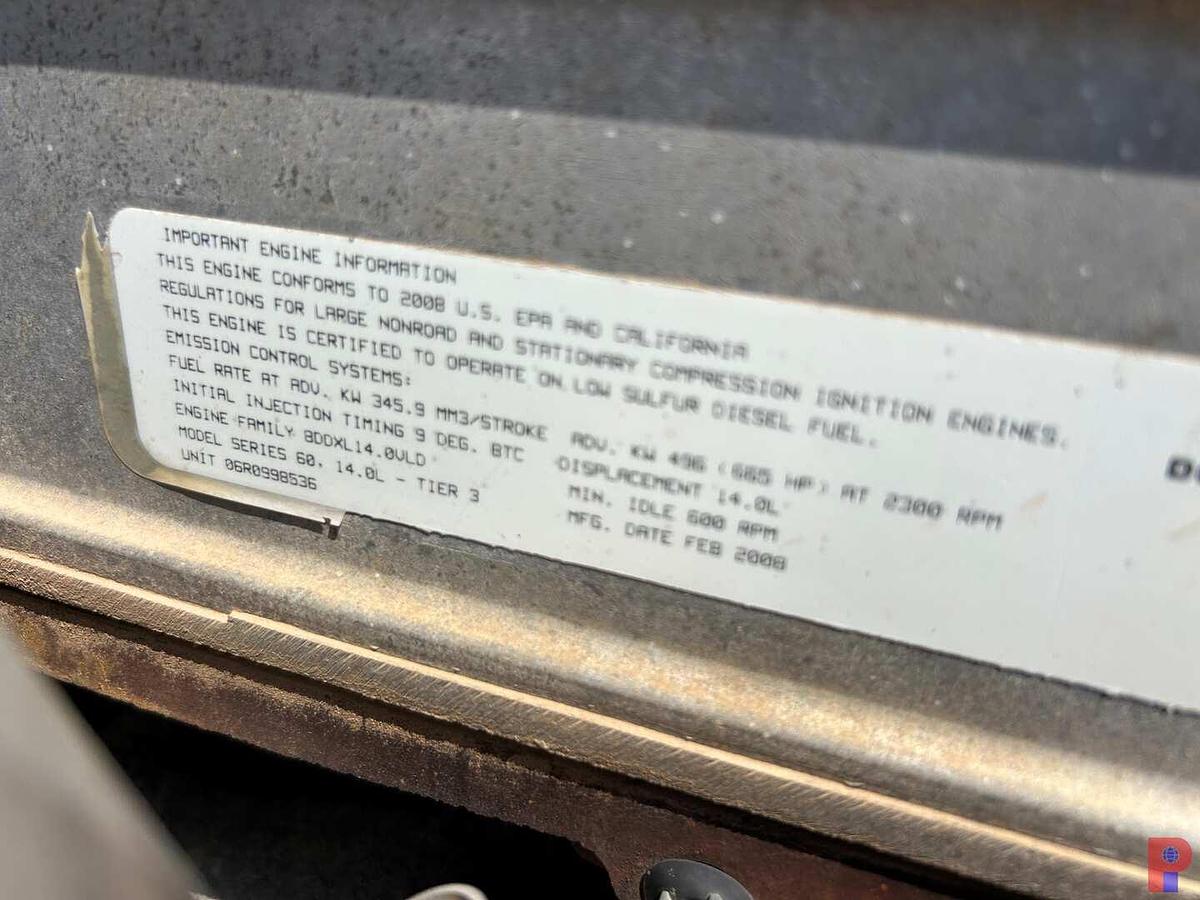 IMPORTANT ENGINE INFORMATION
THIS ENGINE CONFORMS TO 2008 U.S. EPA AND CALIFORNIA
REGULATIONS FOR LARGE NONROAD AND STATIONARY COMPRESSION IGNITION ENGINES.
THIS ENGINE IS CERTIFIED TO OPERATE ON LOW SULFUR DIESEL FUEL.
EMISSION CONTROL SYSTEMS:
FUEL RATE AT ADV. KW 345.9 MM3/STROKE ADV. KW 496 (665 HP) AT 2300 RPM
INITIAL INJECTION TIMING 9 DEG. BTC DISPLACEMENT 14.0L
ENGINE FAMILY 8DDXL14.0VLD MIN. IDLE 600 RPM
MODEL SERIES 60, 14.0L - TIER 3 MFG. DATE FEB 2008
UNIT 06R0998536